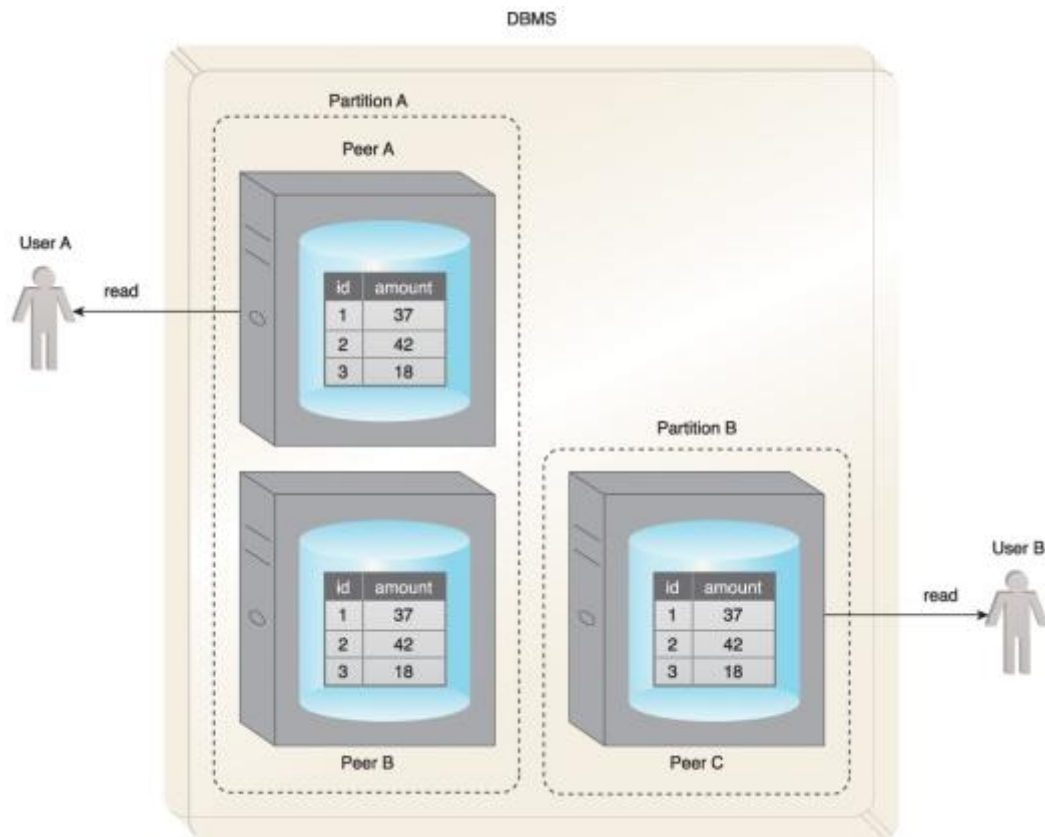 DBMS
Partition A
Peer A
User A
read
id amount
1 37
2 42
3 18
Partition B
id amount
1 37
2 42
3 18
Peer B
id amount
1 37
2 42
3 18
Peer C
User B
read